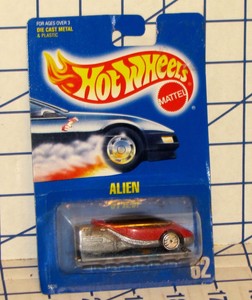 FOR AGES OVER 3
DIE CAST METAL
& PLASTIC
Hot Wheels
MATTEL
ALIEN
62